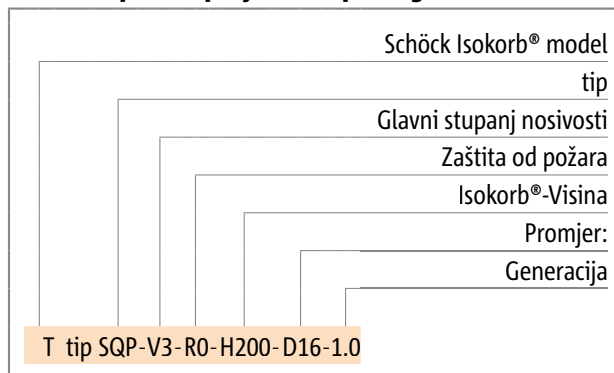 Schöck Isokorb® model
tip
Glavni stupanj nosivosti
Zaštita od požara
Isokorb®-Visina
Promjer:
Generacija
T tip SQP-V3-R0-H200-D16-1.0